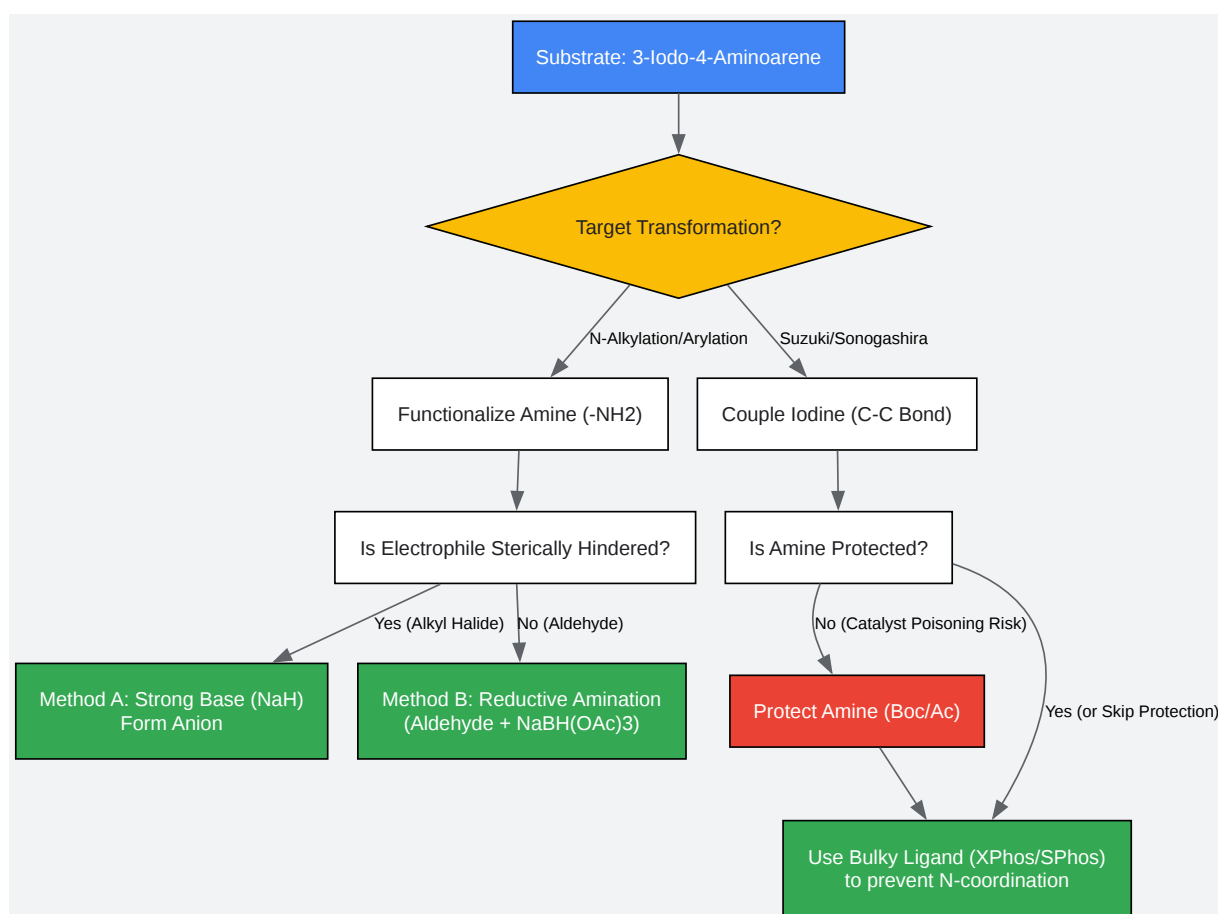 Substrate: 3-Iodo-4-Aminoarene
Target Transformation?
N-Alkylation/Arylation
Suzuki/Sonogashira
Functionalize Amine (-NH2)
Couple Iodine (C-C Bond)
Is Electrophile Sterically Hindered?
Is Amine Protected?
Yes (Alkyl Halide)
No (Aldehyde)
No (Catalyst Poisoning Risk)
Method A: Strong Base (NaH)
Form Anion
Method B: Reductive Amination
(Aldehyde + NaBH(OAc)3)
Protect Amine (Boc/Ac)
Yes (or Skip Protection)
Use Bulky Ligand (XPhos/SPhos)
to prevent N-coordination